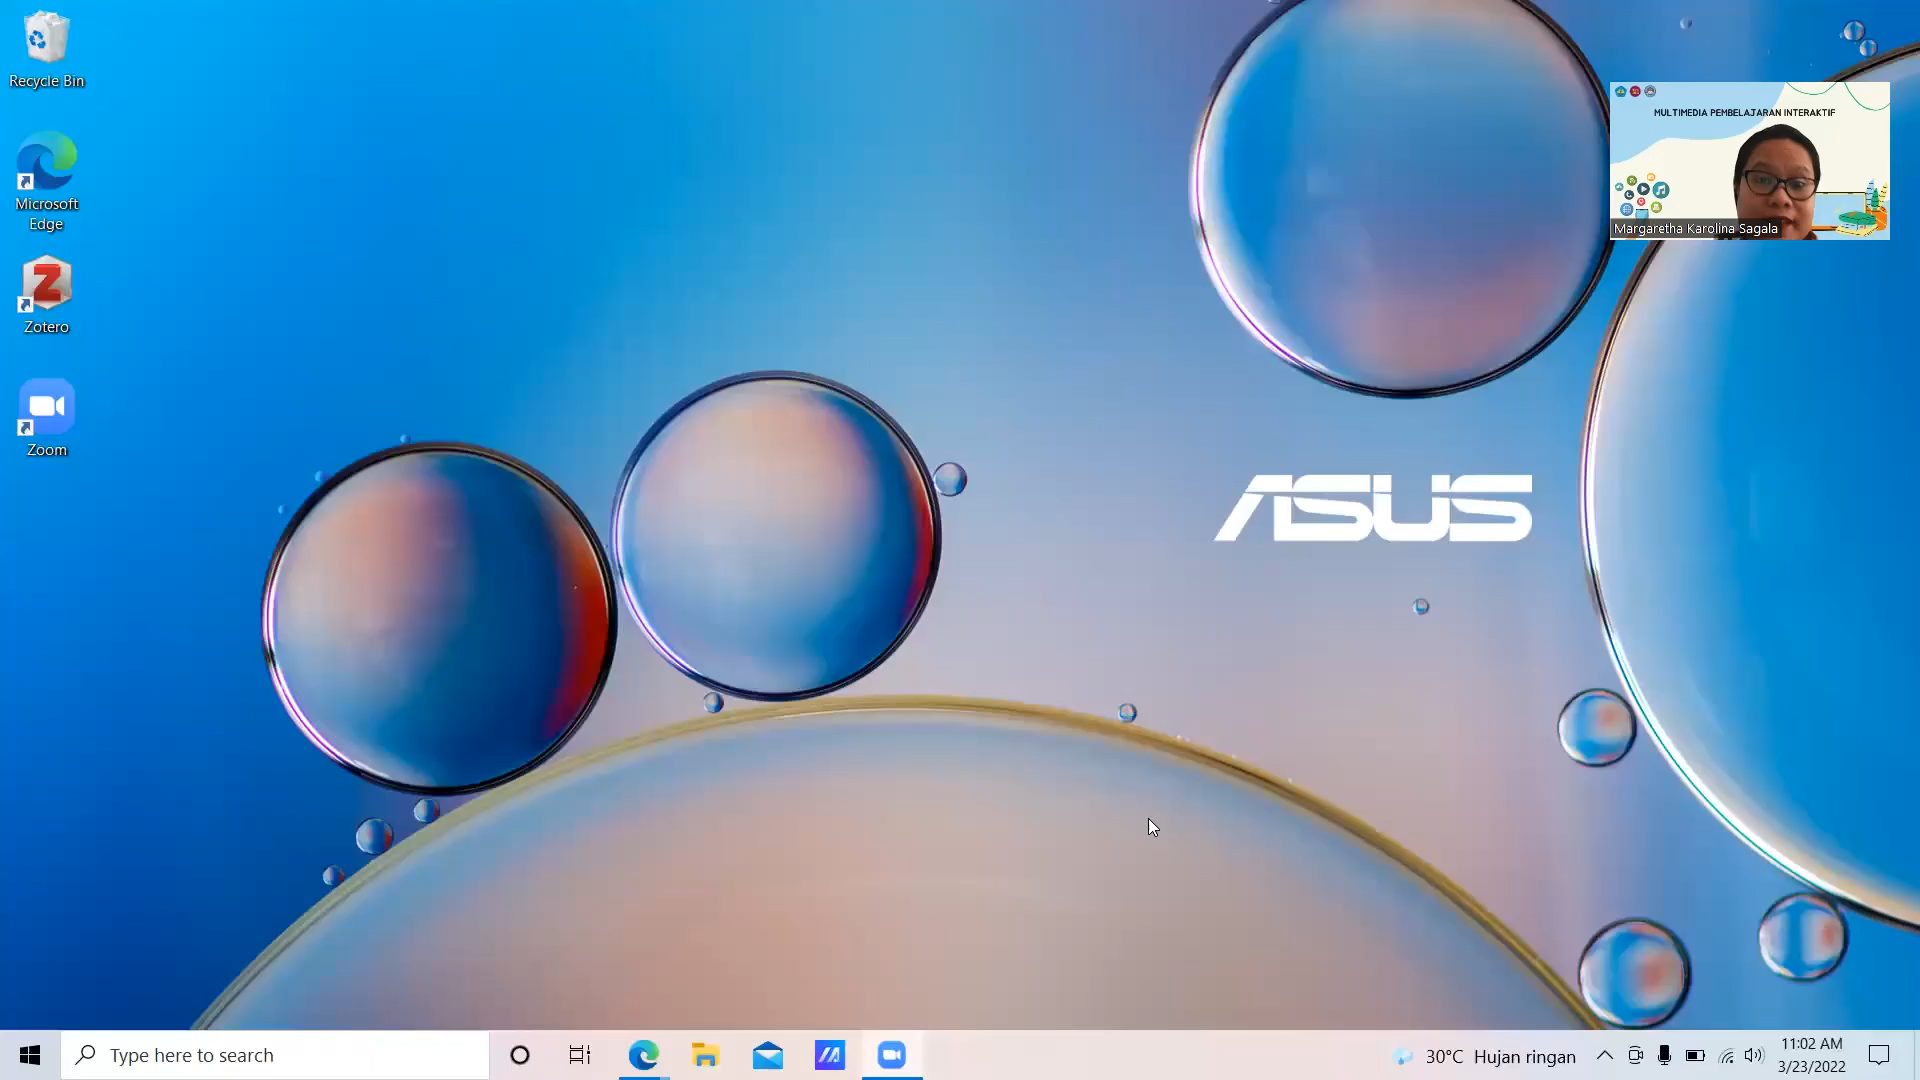 Recycle Bin
Microsoft
Edge
Zotero
Zoom
MULTIMEDIA PEMBELAJARAN INTERAKTIF
Margaretha Karolina Sagala
ASUS
Type here to search
30°C Hujan ringan
11:02 AM
3/23/2022